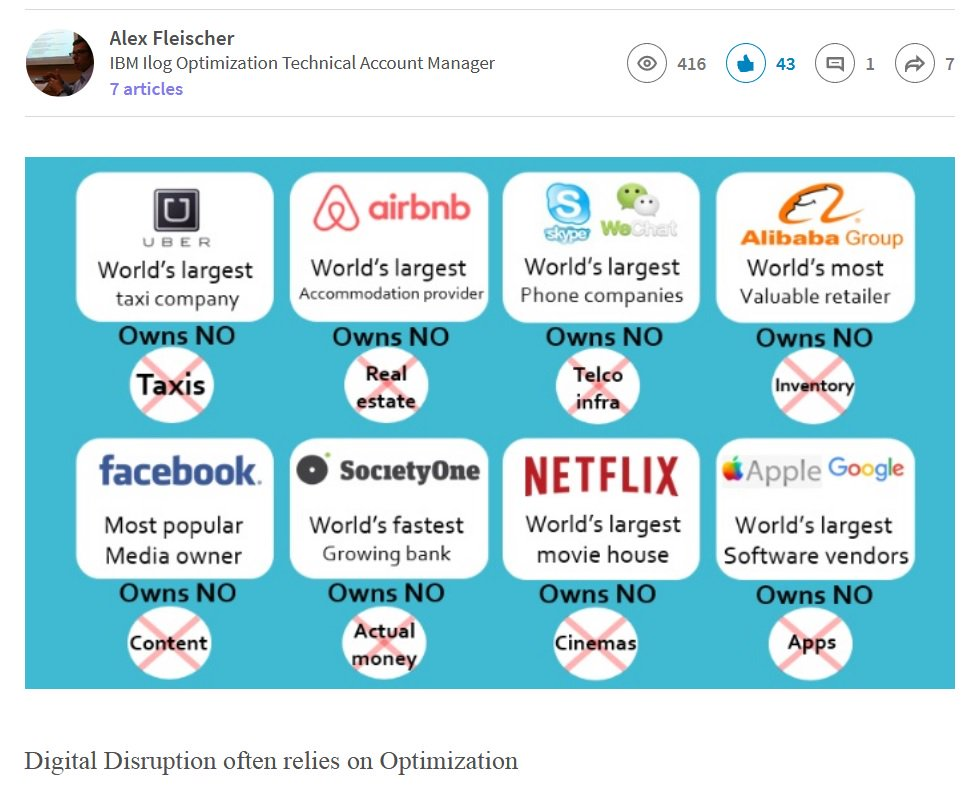 Alex Fleischer
IBM Ilog Optimization Technical Account Manager
7 articles
416
43
1
7
UBER
World's largest
taxi company
airbnb
World's largest
Accommodation provider
skype
WeChat
World's largest
Phone companies
Alibaba Group
World's most
Valuable retailer
Owns NO
Owns NO
Owns NO
Owns NO
Taxis
Real
estate
Telco
infra
Inventory
facebook.
Most popular
Media owner
SocietyOne
World's fastest
Growing bank
NETFLIX
World's largest
movie house
Apple Google
World's largest
Software vendors
Owns NO
Owns NO
Owns NO
Owns NO
Content
Actual
money
Cinemas
Apps
Digital Disruption often relies on Optimization